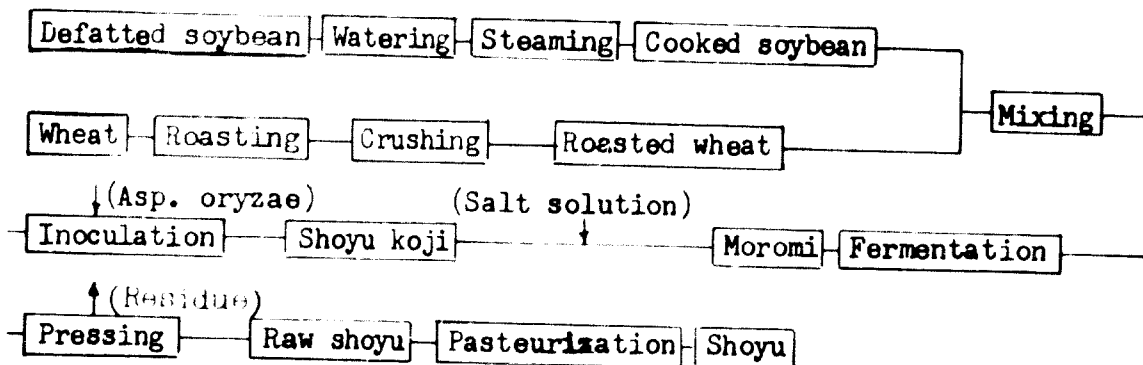 Defatted soybean Watering Steaming Cooked soybean
Mixing
Wheat Roasting Crushing Roasted wheat
(Asp. oryzae) (Salt solution)
Inoculation Shoyu koji Moromi Fermentation
(Residue)
Pressing Raw shoyu Pasteurization Shoyu